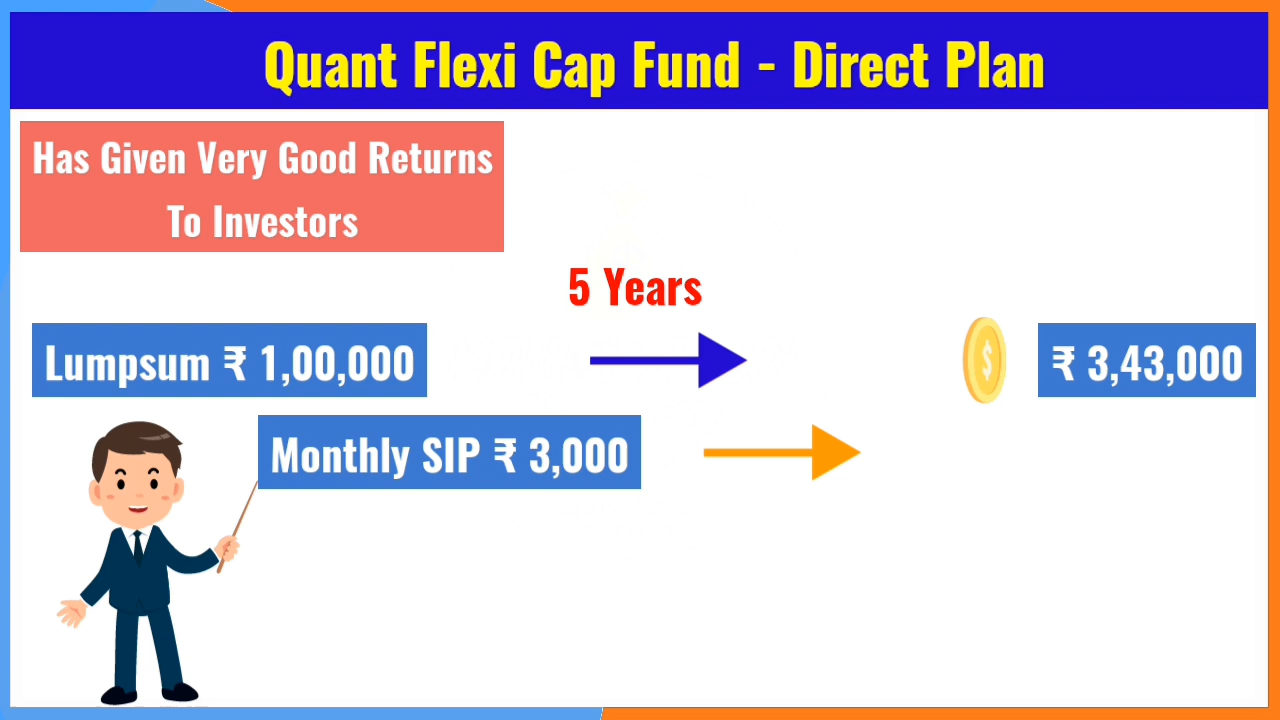 Quant Flexi Cap Fund - Direct Plan
Has Given Very Good Returns
To Investors
5 Years
Lumpsum ₹ 1,00,000
₹ 3,43,000
Monthly SIP ₹ 3,000